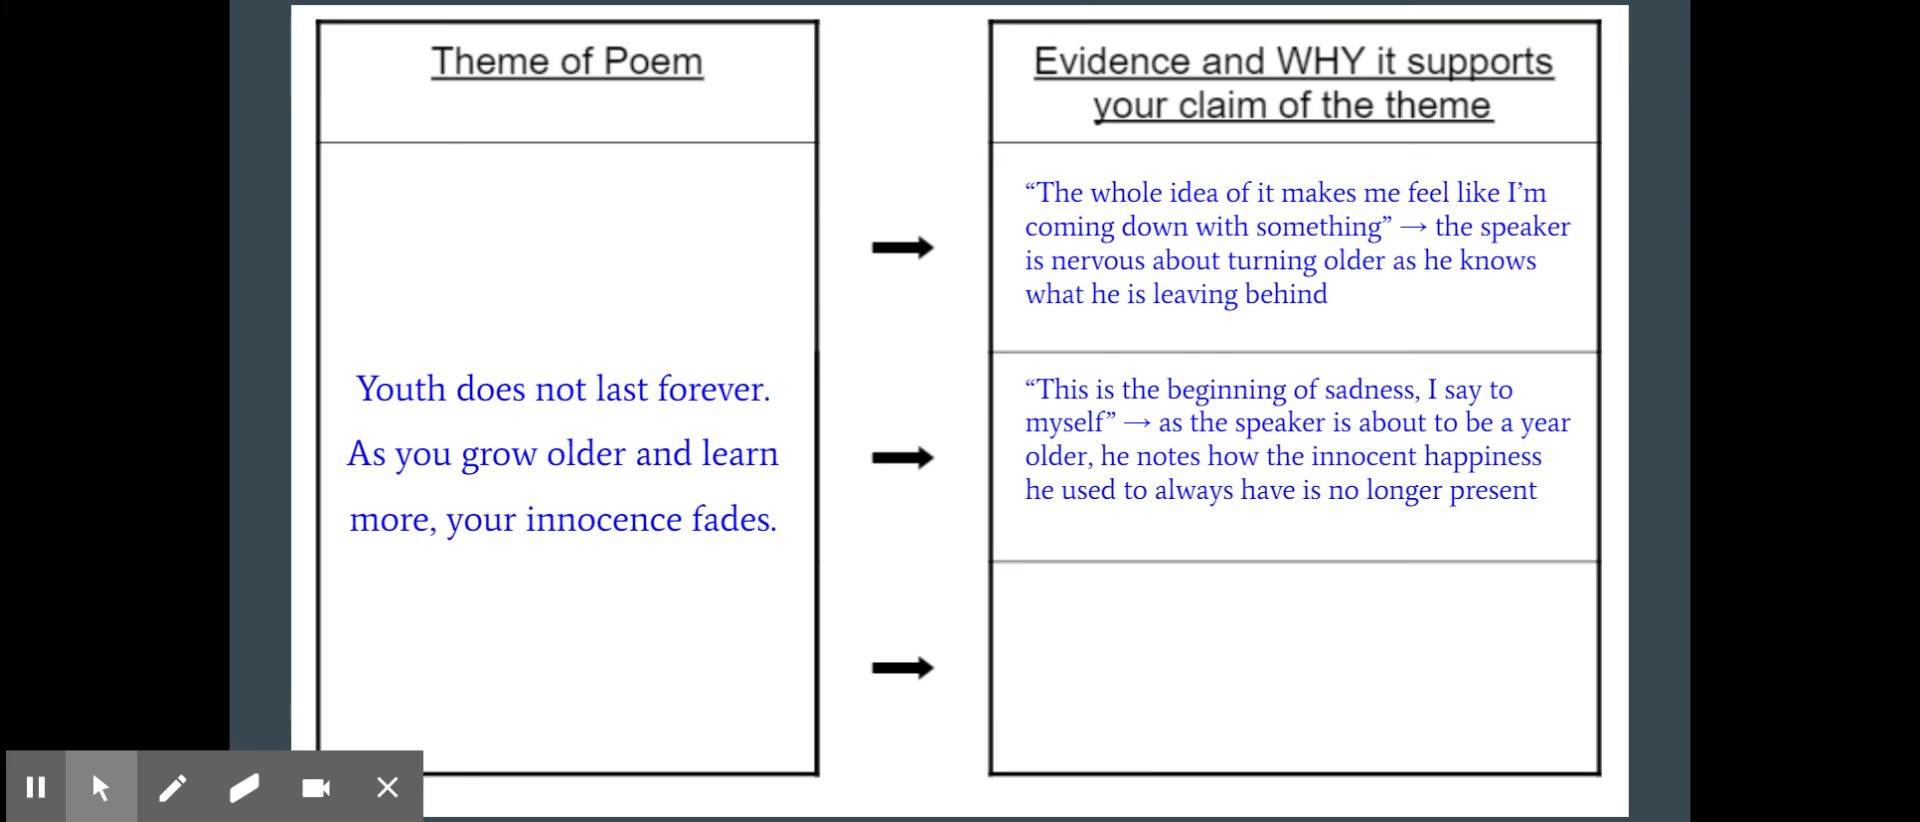 Theme of Poem
Youth does not last forever.
As you grow older and learn
more, your innocence fades.
Evidence and WHY it supports
your claim of the theme
“The whole idea of it makes me feel like I’m
coming down with something” → the speaker
is nervous about turning older as he knows
what he is leaving behind
“This is the beginning of sadness, I say to
myself” → as the speaker is about to be a year
older, he notes how the innocent happiness
he used to always have is no longer present